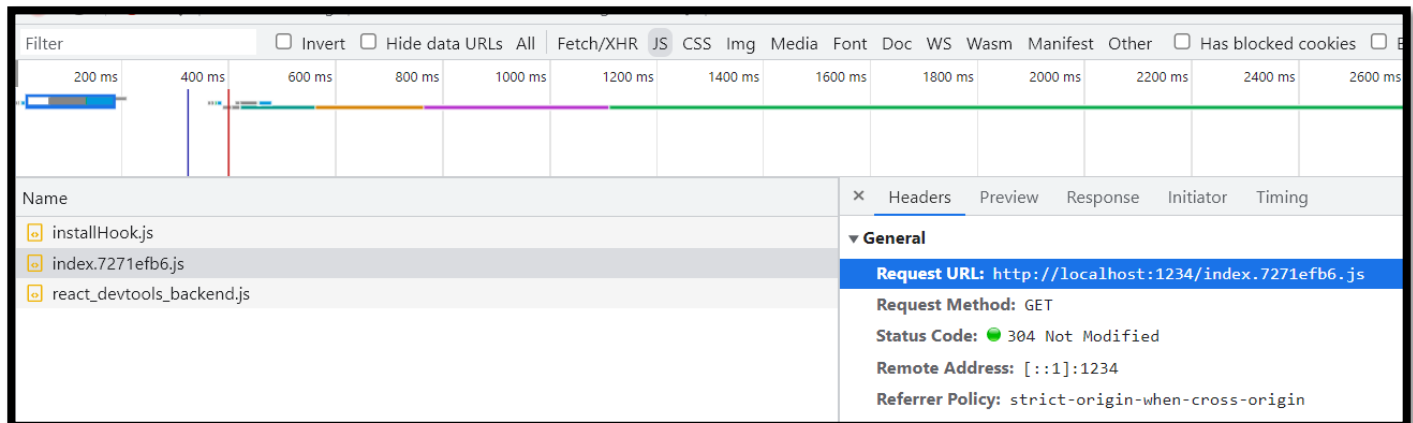 Filter Invert Hide data URLs All Fetch/XHR JS CSS Img Media Font Doc WS Wasm Manifest Other Has blocked cookies
200 ms 400 ms 600 ms 800 ms 1000 ms 1200 ms 1400 ms 1600 ms 1800 ms 2000 ms 2200 ms 2400 ms 2600 ms
Name
installHook.js
index.7271efb6.js
react_devtools_backend.js
× Headers Preview Response Initiator Timing
General
Request URL: http://localhost:1234/index.7271efb6.js
Request Method: GET
Status Code: 304 Not Modified
Remote Address: [::1]:1234
Referrer Policy: strict-origin-when-cross-origin